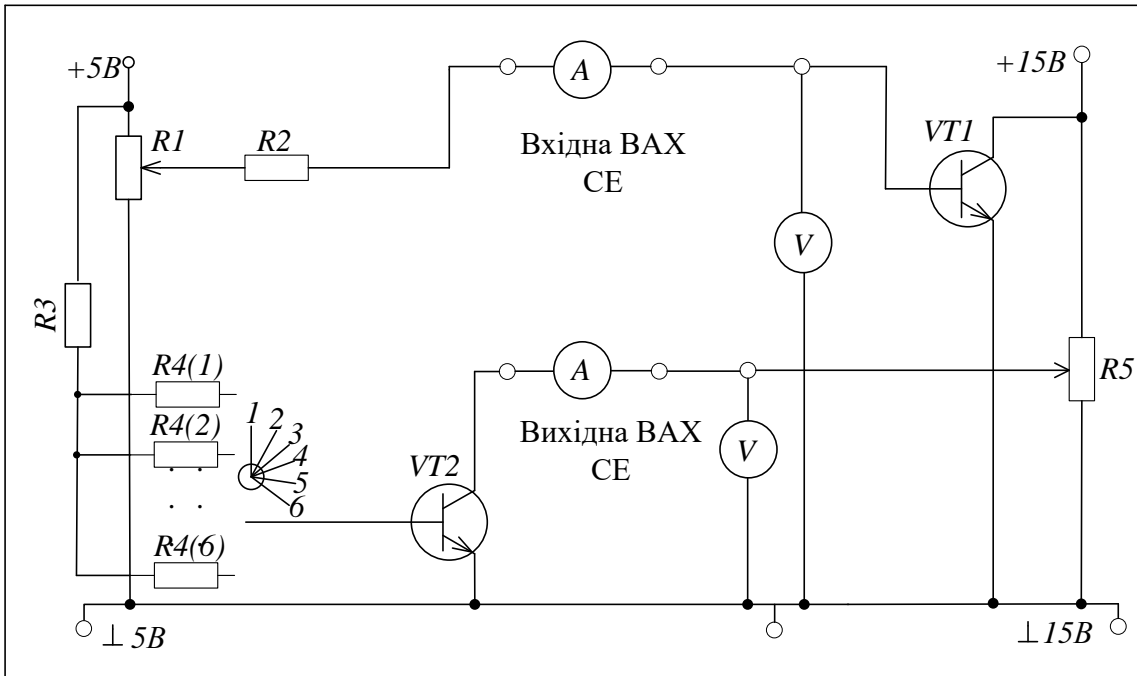 +5В
+15В
A
R1
R2
Вхідна ВАХ
СЕ
VT1
V
R3
R4(1)
A
R5
R4(2)
1
2
3
4
5
6
Вихідна ВАХ
СЕ
V
VT2
R4(6)
⊥ 5В
⊥ 15В